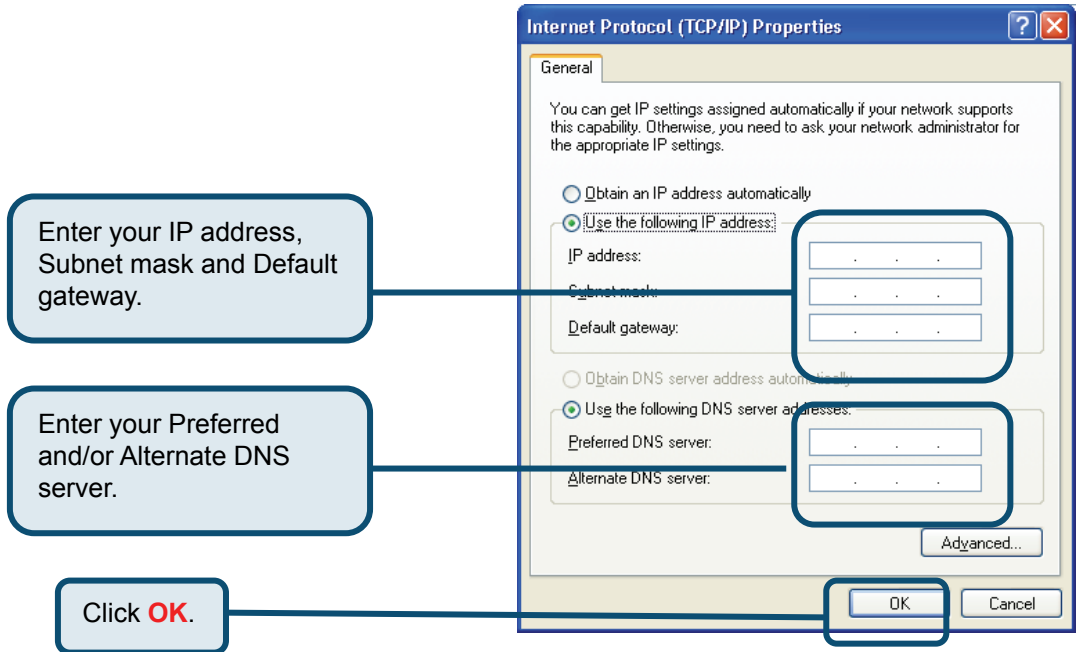 Internet Protocol (TCP/IP) Properties
General
You can get IP settings assigned automatically if your network supports
this capability. Otherwise, you need to ask your network administrator for
the appropriate IP settings.
Obtain an IP address automatically
Use the following IP address:
IP address:
Subnet mask:
Default gateway:
Obtain DNS server address automatically
Use the following DNS server addresses:
Preferred DNS server:
Alternate DNS server:
Advanced...
OK
Cancel
Enter your IP address,
Subnet mask and Default
gateway.
Enter your Preferred
and/or Alternate DNS
server.
Click OK.